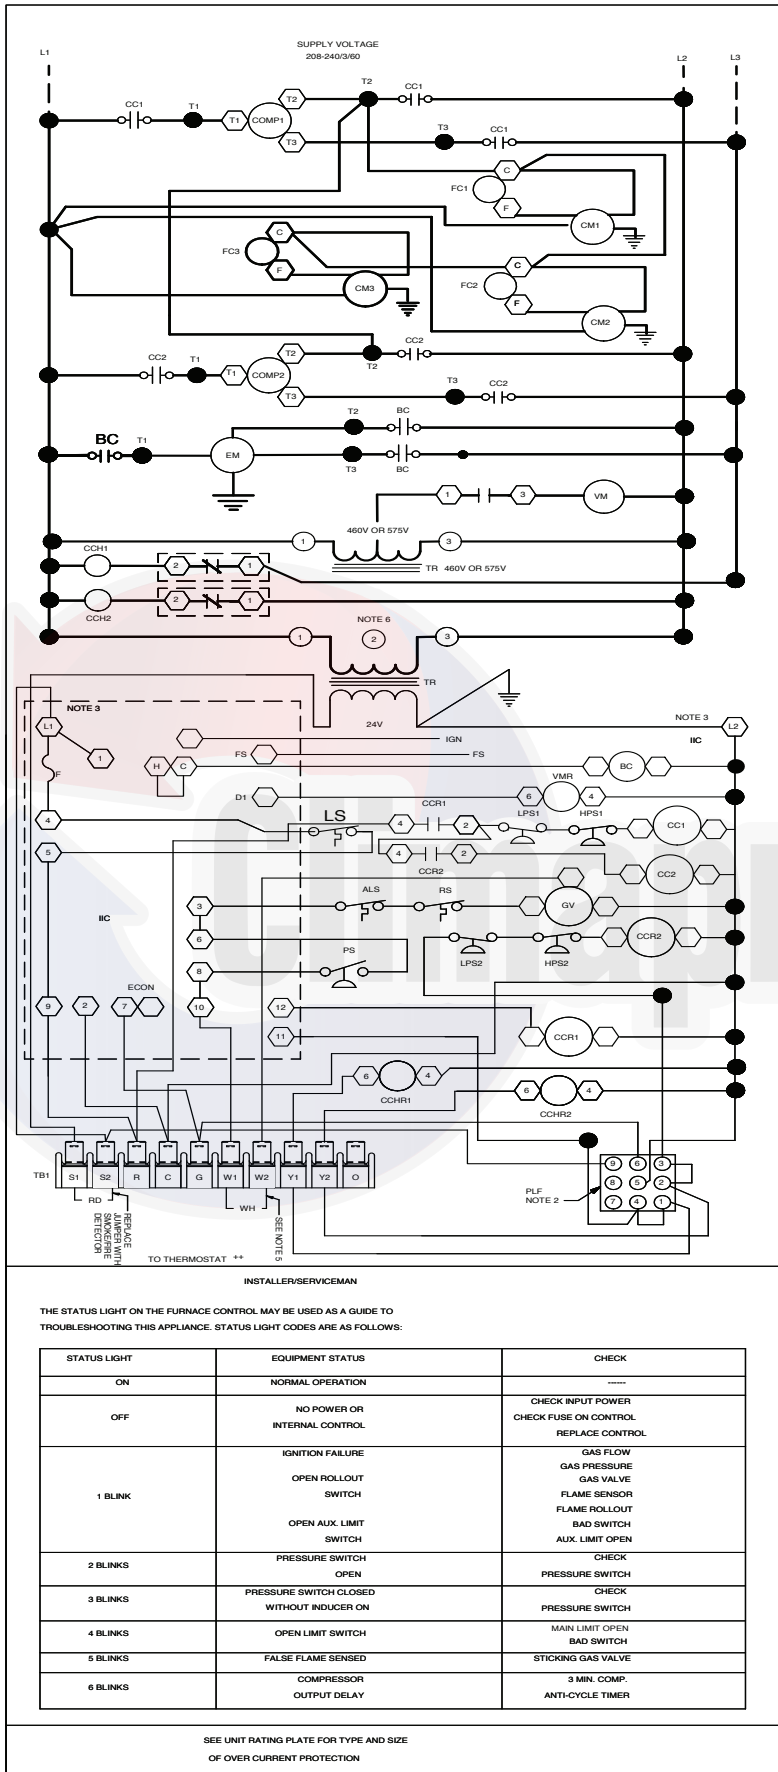 SUPPLY VOLTAGE
208-240/3/60
L1
L2
L3
T2
CC1
CC1
T1
T2
T1
COMP1
T3
T3
CC1
C
FC1
F
CM1
C
FC3
F
CM3
C
FC2
F
CM2
CC2
CC2
T1
T2
T1
COMP2
T2
T3
T3
CC2
T2
BC
BC
T1
EM
T3
BC
1
3
VM
460V OR 575V
1
3
TR 460V OR 575V
CCH1
2
1
2
1
CCH2
NOTE 6
1
2
3
TR
24V
NOTE 3
NOTE 3
L1
L2
IIC
IGN
1
FS
FS
F
H
C
BC
VMR
D1
6
4
CCR1
LPS1
HPS1
4
LS
4
2
CC1
5
4
2
CC2
CCR2
ALS
RS
3
GV
IIC
6
CCR2
PS
LPS2
HPS2
8
ECON
9
2
7
10
12
11
CCR1
6
4
CCHR1
6
4
CCHR2
TB1
S1
S2
R
C
G
W1
W2
Y1
Y2
O
9
6
3
8
5
2
7
4
1
PLF
NOTE 2
RD
WH
REPLACE
JUMPER WITH
SMOKE/FIRE
DETECTOR
SEE NOTE 5
TO THERMOSTAT ++
Climapr
INSTALLER/SERVICEMAN
THE STATUS LIGHT ON THE FURNACE CONTROL MAY BE USED AS A GUIDE TO
TROUBLESHOOTING THIS APPLIANCE. STATUS LIGHT CODES ARE AS FOLLOWS:
STATUS LIGHT EQUIPMENT STATUS CHECK
ON NORMAL OPERATION ------
OFF NO POWER OR CHECK INPUT POWER
INTERNAL CONTROL CHECK FUSE ON CONTROL
REPLACE CONTROL
1 BLINK IGNITION FAILURE GAS FLOW
GAS PRESSURE
OPEN ROLLOUT GAS VALVE
SWITCH FLAME SENSOR
FLAME ROLLOUT
OPEN AUX. LIMIT BAD SWITCH
SWITCH AUX. LIMIT OPEN
2 BLINKS PRESSURE SWITCH CHECK
OPEN PRESSURE SWITCH
3 BLINKS PRESSURE SWITCH CLOSED CHECK
WITHOUT INDUCER ON PRESSURE SWITCH
4 BLINKS OPEN LIMIT SWITCH MAIN LIMIT OPEN
BAD SWITCH
5 BLINKS FALSE FLAME SENSED STICKING GAS VALVE
6 BLINKS COMPRESSOR 3 MIN. COMP.
OUTPUT DELAY ANTI-CYCLE TIMER
SEE UNIT RATING PLATE FOR TYPE AND SIZE
OF OVER CURRENT PROTECTION